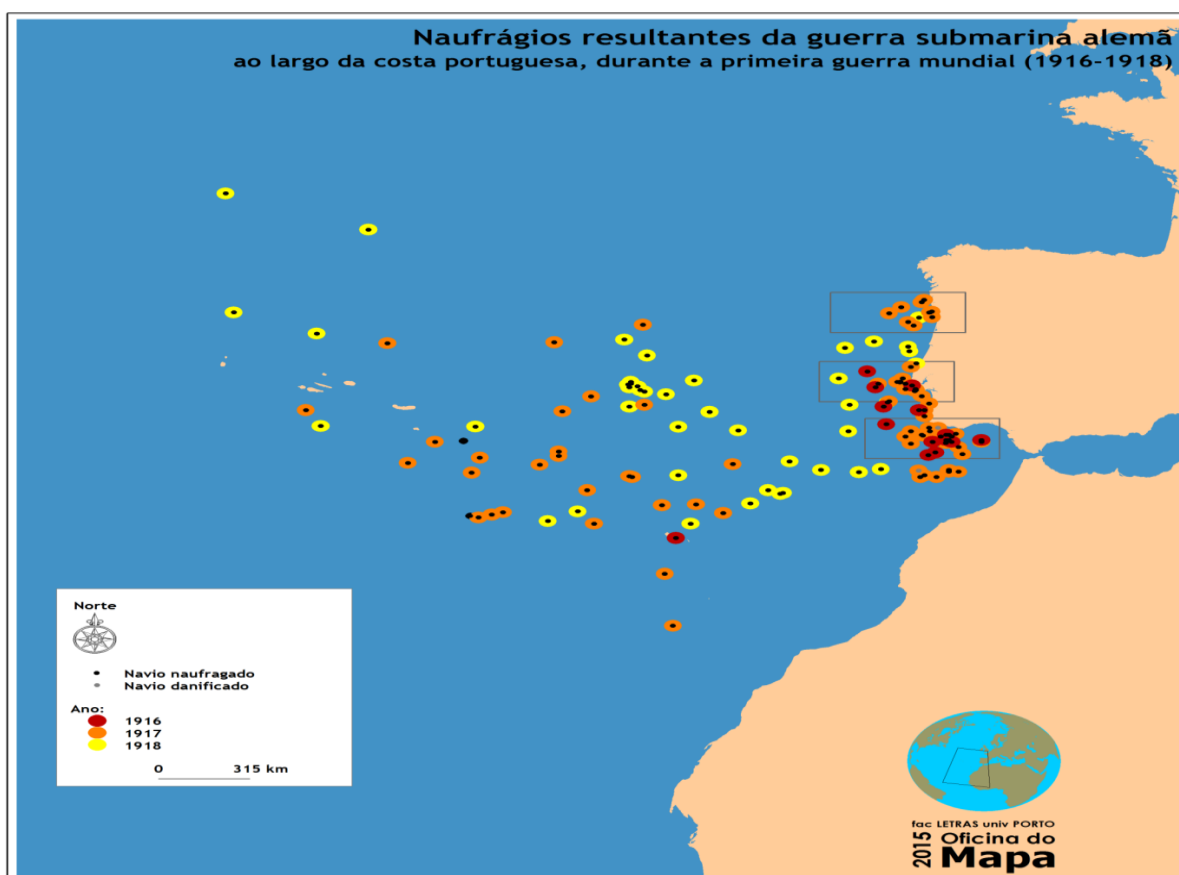 Naufrágios resultantes da guerra submarina alemã
ao largo da costa portuguesa, durante a primeira guerra mundial (1916-1918)
Norte
Navio naufragado
Navio danificado
Ano:
1916
1917
1918
0 315 km
fac LETRAS univ PORTO
2015 Oficina do
Mapa